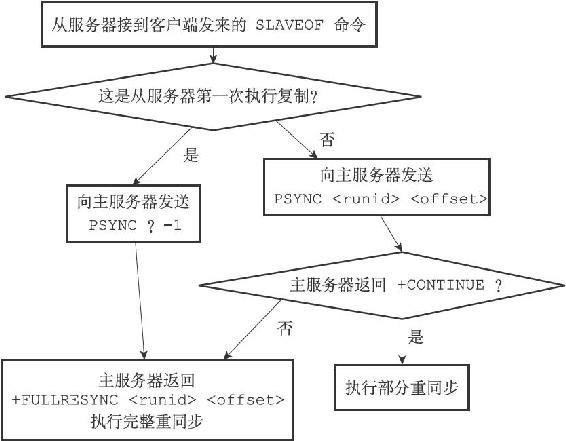 从服务器接到客户端发来的 SLAVEOF 命令
这是从服务器第一次执行复制?
是
否
向主服务器发送
PSYNC ? -1
向主服务器发送
PSYNC <runid> <offset>
主服务器返回 +CONTINUE ?
否
是
主服务器返回
+FULLRESYNC <runid> <offset>
执行完整重同步
执行部分重同步